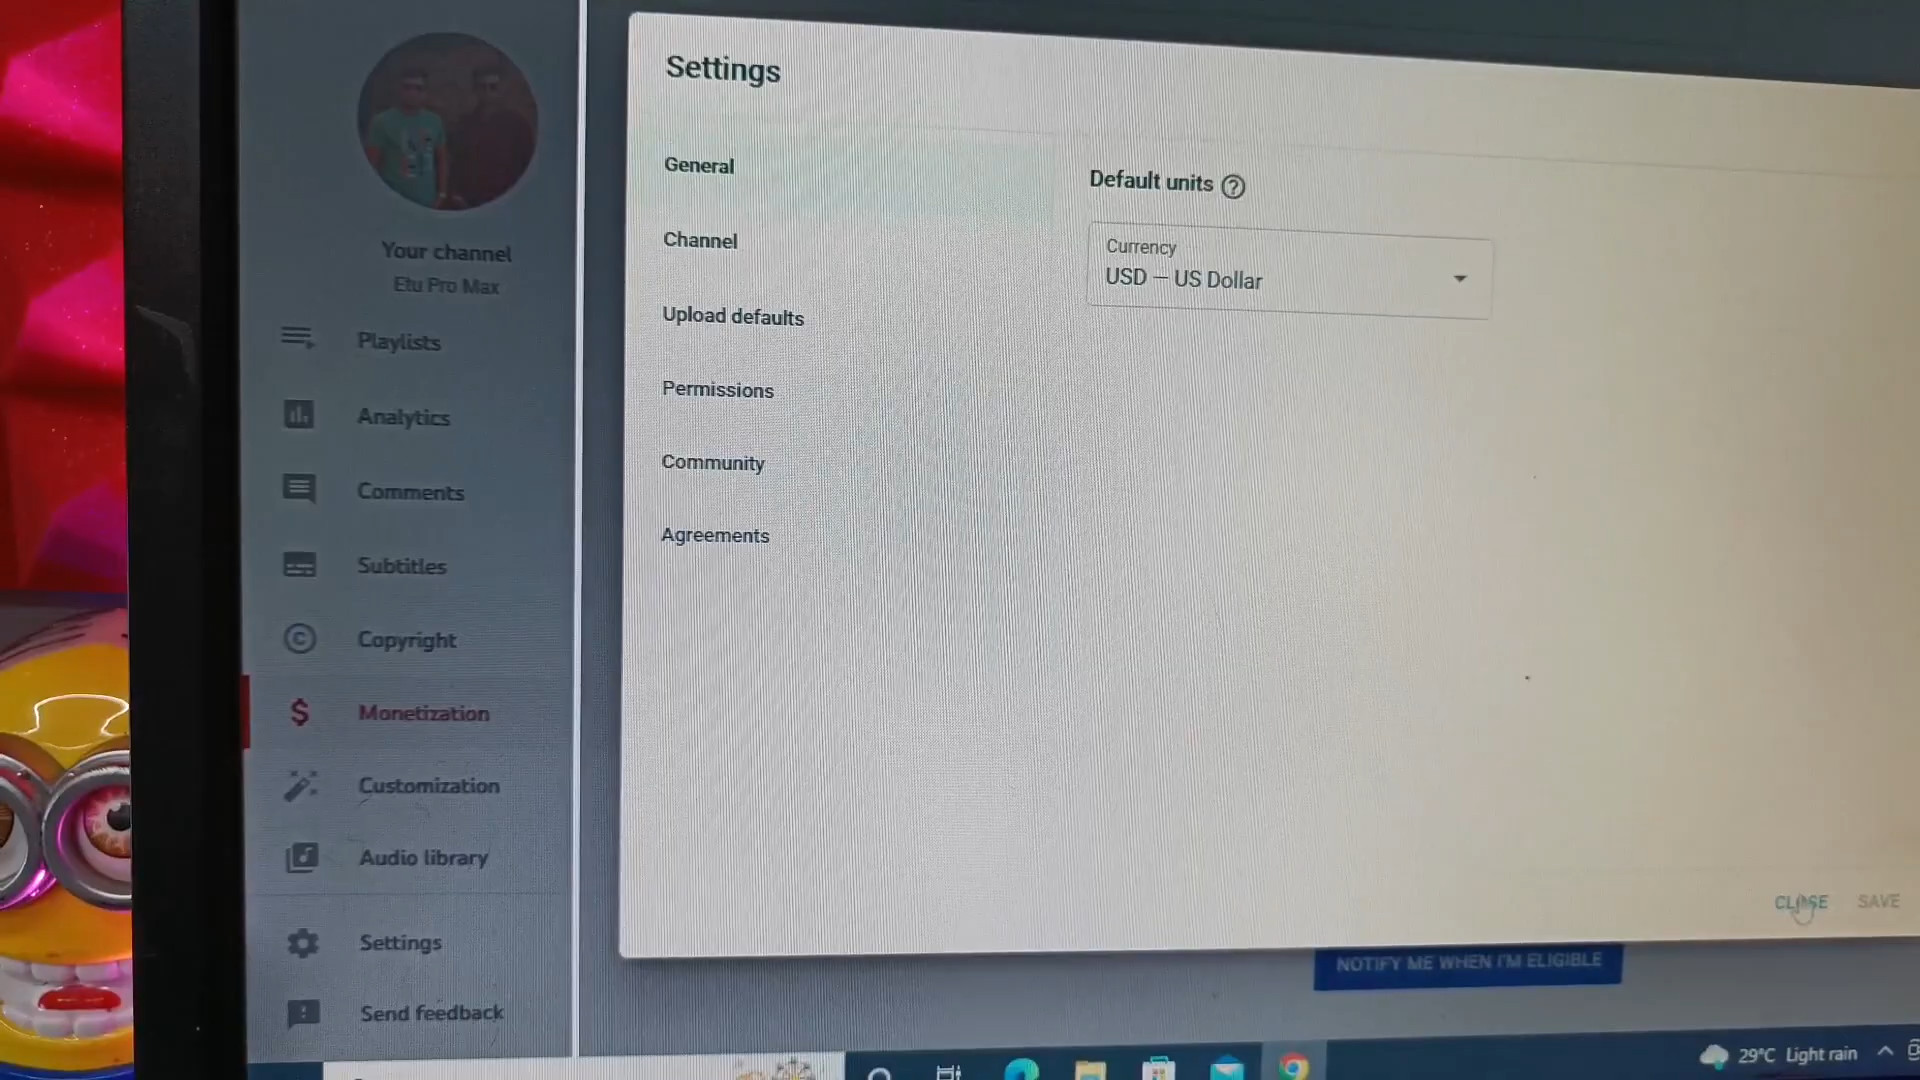 Your channel
Etu Pro Max
Playlists
Analytics
Comments
Subtitles
Copyright
Monetization
Customization
Audio library
Settings
Send feedback
Settings
General
Channel
Upload defaults
Permissions
Community
Agreements
Default units
Currency
USD – US Dollar
CLOSE
SAVE
NOTIFY ME WHEN I'M ELIGIBLE
29°C Light rain